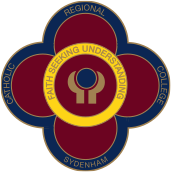 CATHOLIC
REGIONAL
COLLEGE
SYDENHAM
FAITH SEEKING UNDERSTANDING